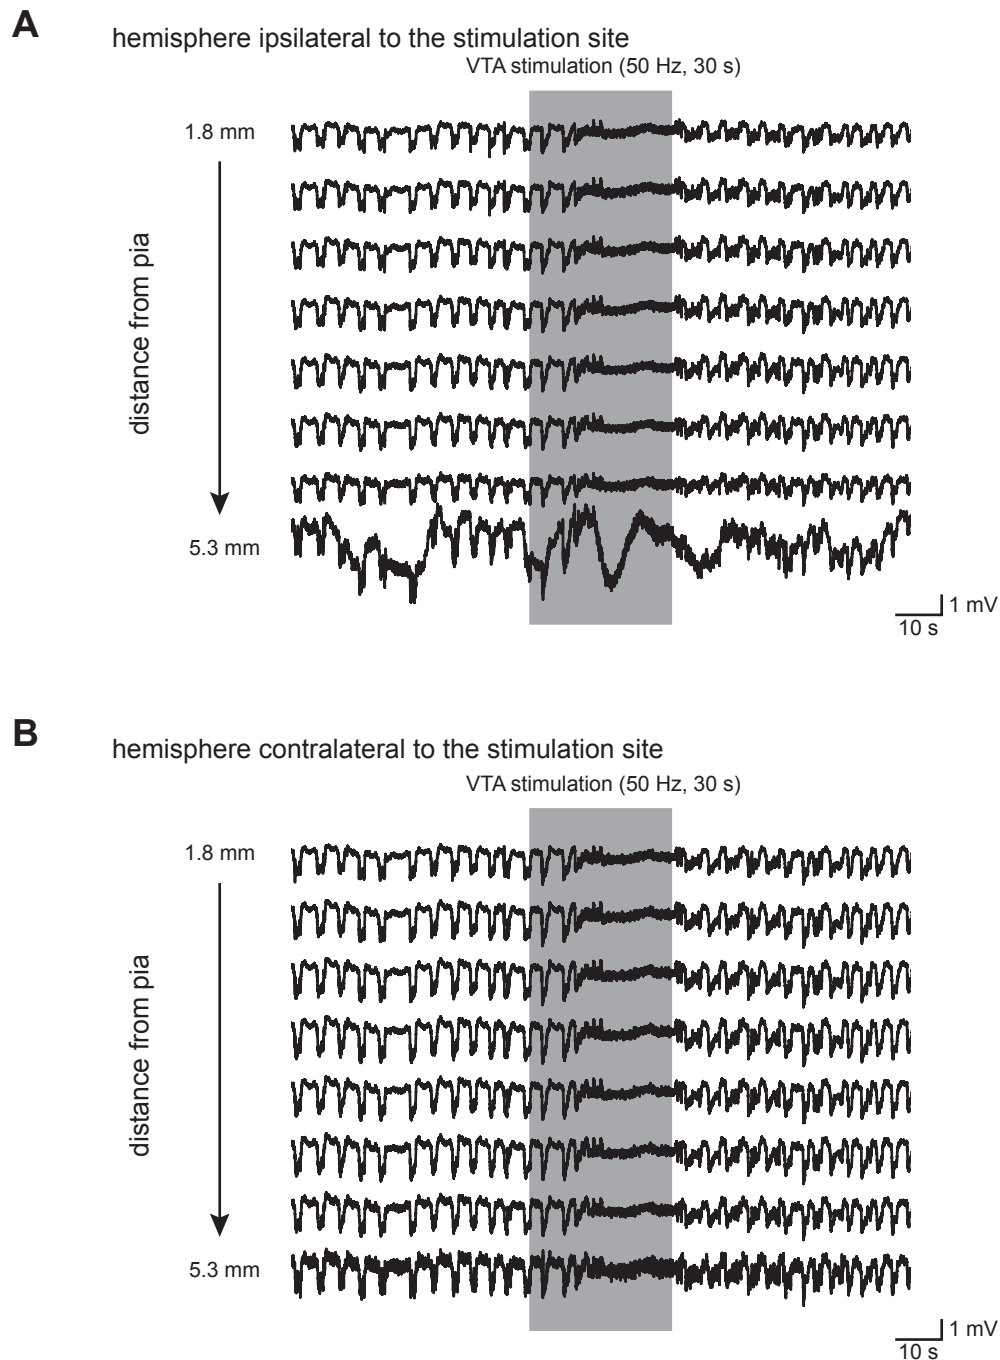 A
hemisphere ipsilateral to the stimulation site
VTA stimulation (50 Hz, 30 s)
1.8 mm
distance from pia
5.3 mm
1 mV
10 s
B
hemisphere contralateral to the stimulation site
VTA stimulation (50 Hz, 30 s)
1.8 mm
distance from pia
5.3 mm
1 mV
10 s